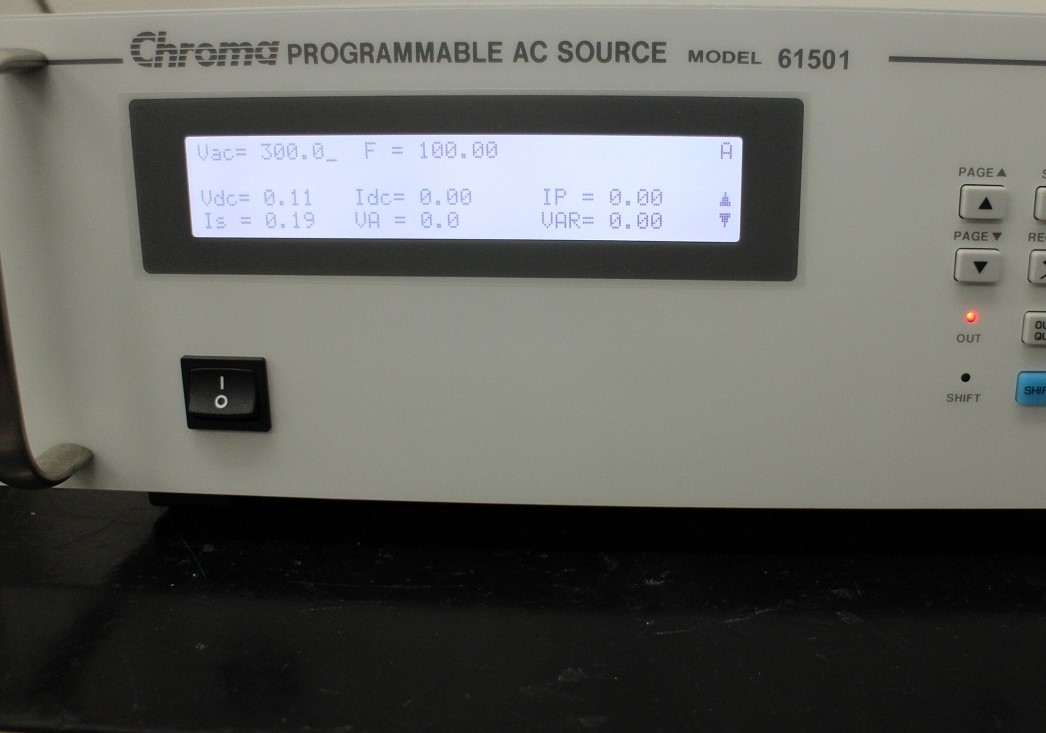 Chroma PROGRAMMABLE AC SOURCE MODEL 61501
Vac= 300.0_ F = 100.00 A
Vdc= 0.11 Idc= 0.00 IP = 0.00
Is = 0.19 VA = 0.0 VAR= 0.00
PAGE▲
▲
PAGE▼
▼
OUT
SHIFT
I
O